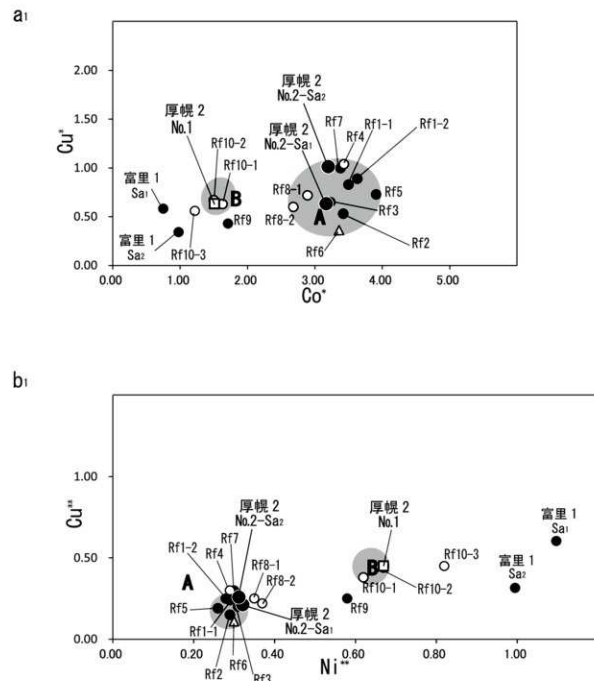 a1
2.00
1.50
1.00
0.50
0.00
Cu*
0.00
1.00
2.00
3.00
4.00
5.00
Co*
厚幌 2
No.2-Sa2
厚幌 2
No.1
厚幌 2
No.2-Sa1
Rf7
Rf4
Rf1-1
Rf1-2
Rf10-2
Rf10-1
B
富里 1
Sa1
富里 1
Sa2
Rf10-3
Rf9
Rf8-1
Rf8-2
A
Rf6
Rf5
Rf3
Rf2
b1
1.00
0.50
0.00
Cu**
0.00
0.20
0.40
0.60
0.80
1.00
Ni**
厚幌 2
No.2-Sa2
Rf7
Rf1-2
Rf4
Rf8-1
Rf8-2
A
Rf5
Rf1-1
Rf2
Rf6
Rf3
厚幌 2
No.2-Sa1
厚幌 2
No.1
B
Rf10-1
Rf10-2
Rf10-3
Rf9
富里 1
Sa1
富里 1
Sa2